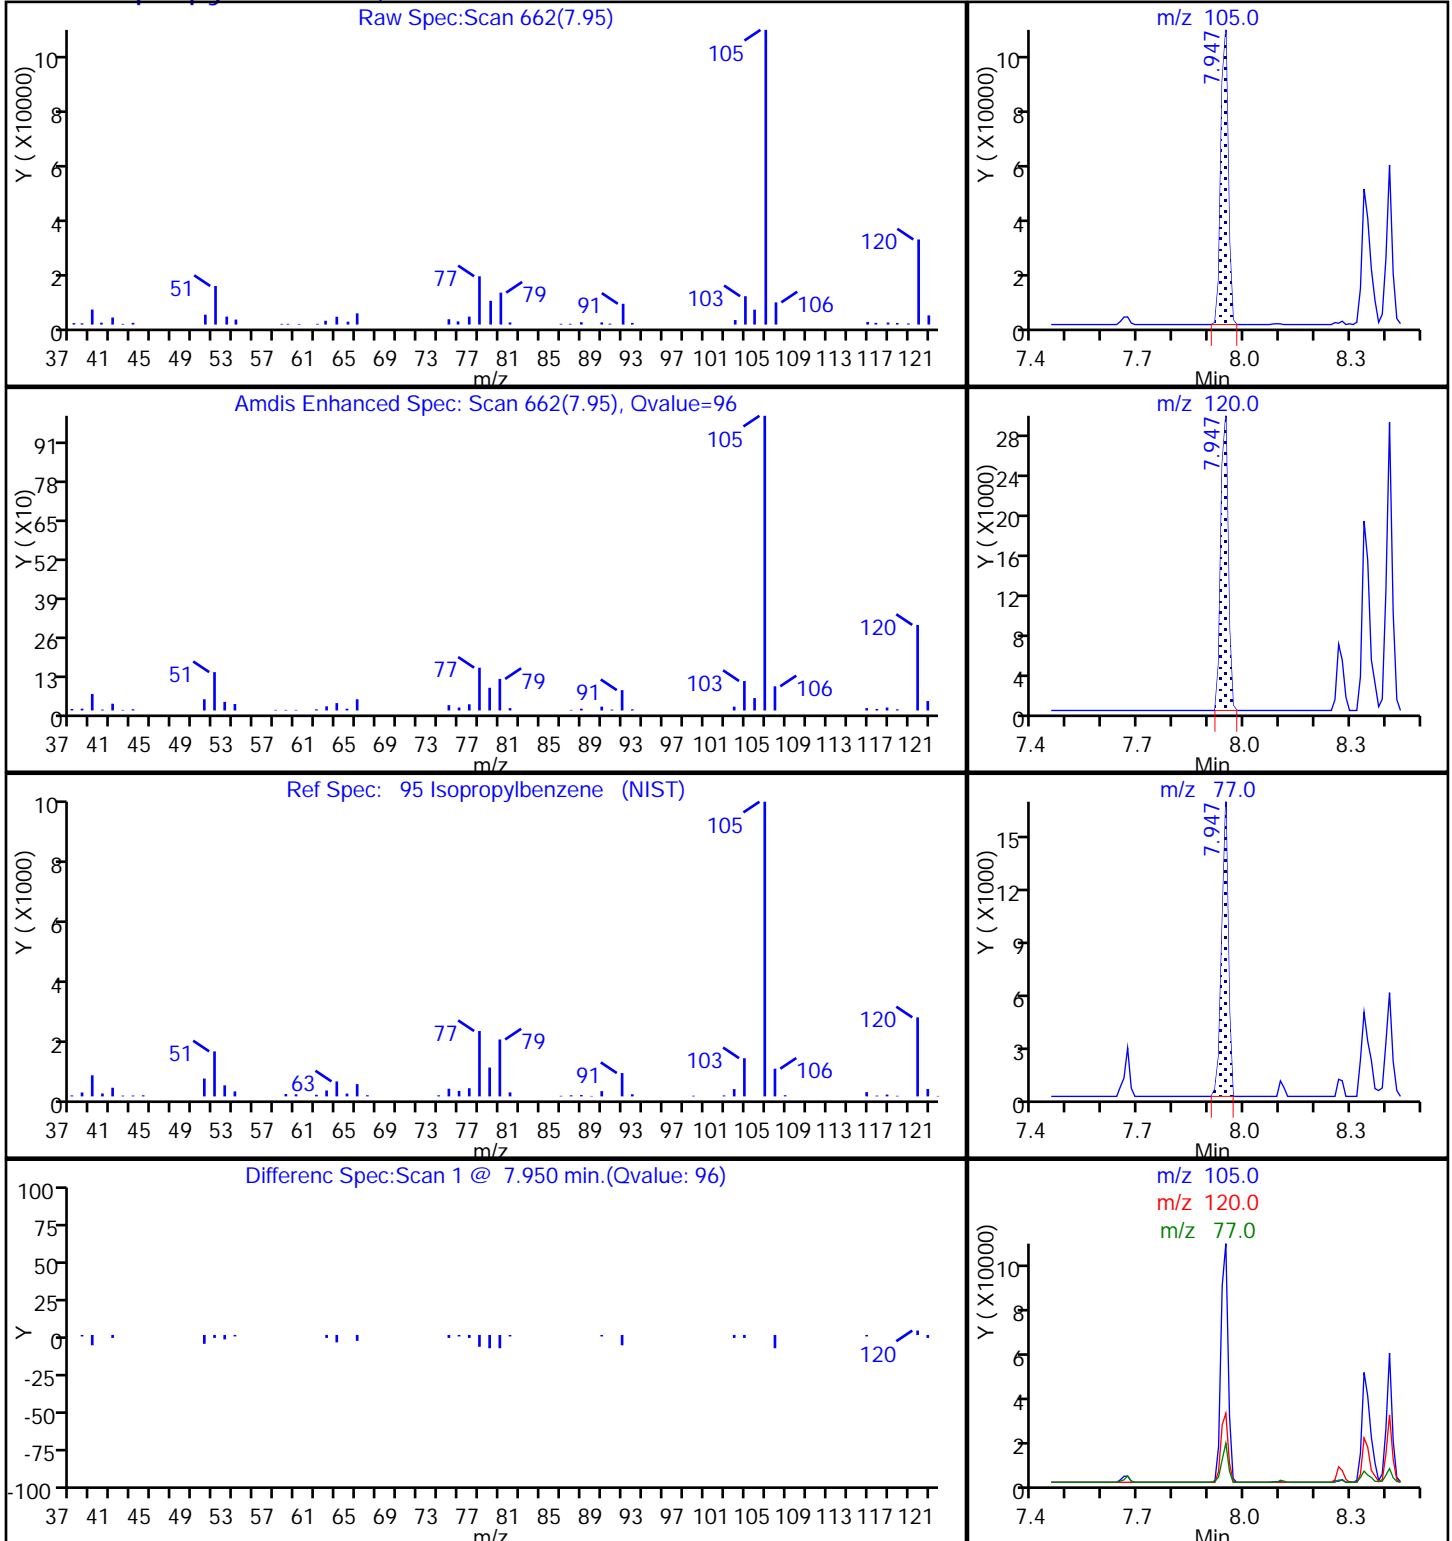 Raw Spec:Scan 662(7.95)
Y ( X10000)
10
8
6
4
2
0
105
120
51
77
79
91
103
106
37 41 45 49 53 57 61 65 69 73 77 81 85 89 93 97 101 105 109 113 117 121
m/z
m/z 105.0
Y ( X10000)
10
8
6
4
2
0
7.947
7.4 7.7 8.0 8.3
Min
Amdis Enhanced Spec: Scan 662(7.95), Qvalue=96
Y ( X10)
91
78
65
52
39
26
13
0
105
120
51
77
79
91
103
106
37 41 45 49 53 57 61 65 69 73 77 81 85 89 93 97 101 105 109 113 117 121
m/z
m/z 120.0
Y ( X1000)
28
24
20
16
12
8
4
0
7.947
7.4 7.7 8.0 8.3
Min
Ref Spec: 95 Isopropylbenzene (NIST)
Y ( X1000)
10
8
6
4
2
0
105
120
51
63
77
79
91
103
106
37 41 45 49 53 57 61 65 69 73 77 81 85 89 93 97 101 105 109 113 117 121
m/z
m/z 77.0
Y ( X1000)
15
12
9
6
3
0
7.947
7.4 7.7 8.0 8.3
Min
Differenc Spec:Scan 1 @ 7.950 min.(Qvalue: 96)
Y
100
75
50
25
0
-25
-50
-75
-100
120
37 41 45 49 53 57 61 65 69 73 77 81 85 89 93 97 101 105 109 113 117 121
m/z
m/z 105.0
m/z 120.0
m/z 77.0
Y ( X10000)
10
8
6
4
2
0
7.4 7.7 8.0 8.3
Min